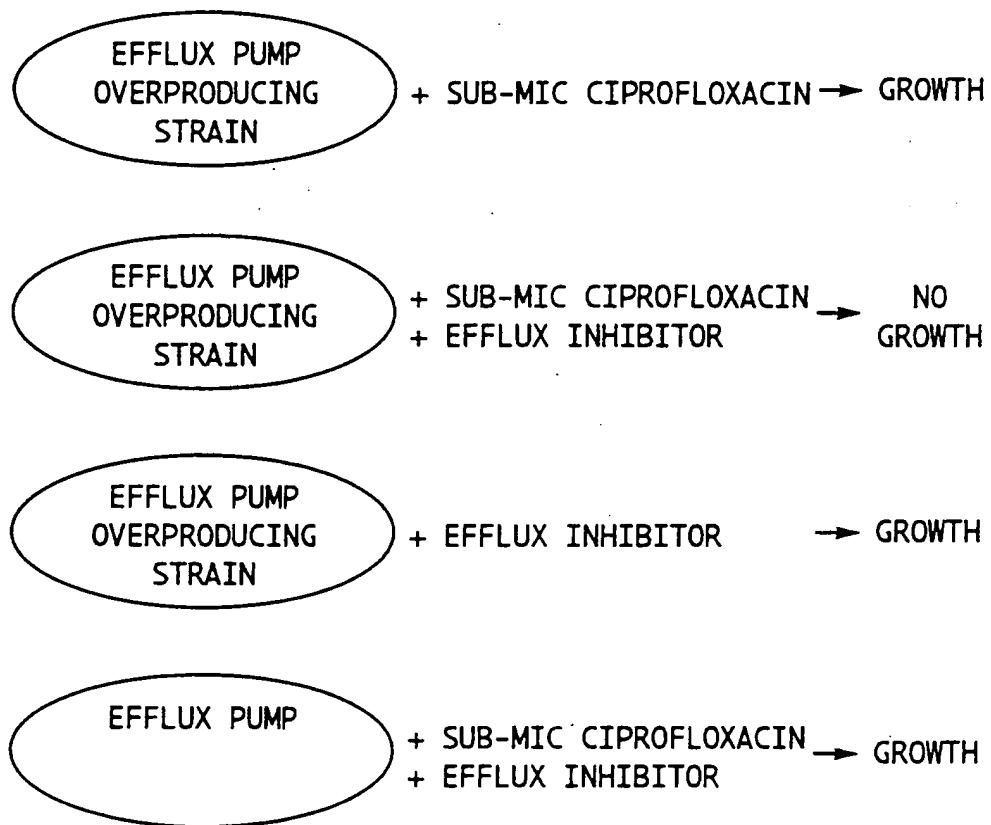 EFFLUX PUMP
OVERPRODUCING
STRAIN
+ SUB-MIC CIPROFLOXACIN → GROWTH
EFFLUX PUMP
OVERPRODUCING
STRAIN
+ SUB-MIC CIPROFLOXACIN
+ EFFLUX INHIBITOR
→ NO
GROWTH
EFFLUX PUMP
OVERPRODUCING
STRAIN
+ EFFLUX INHIBITOR → GROWTH
EFFLUX PUMP
+ SUB-MIC CIPROFLOXACIN
+ EFFLUX INHIBITOR
→ GROWTH